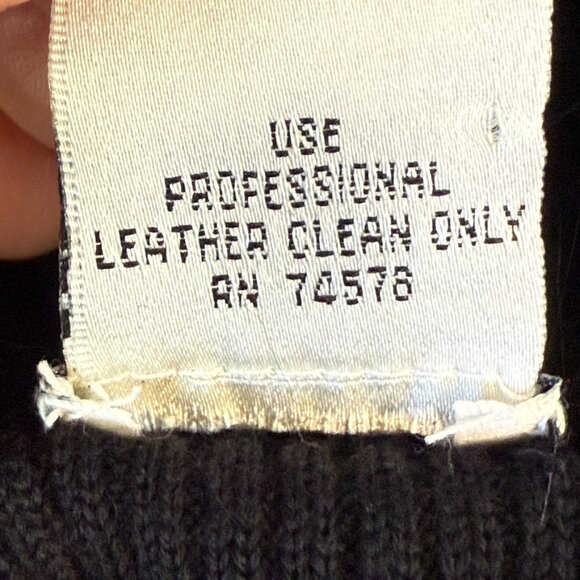 USE
PROFESSIONAL
LEATHER CLEAN ONLY
RN 74578